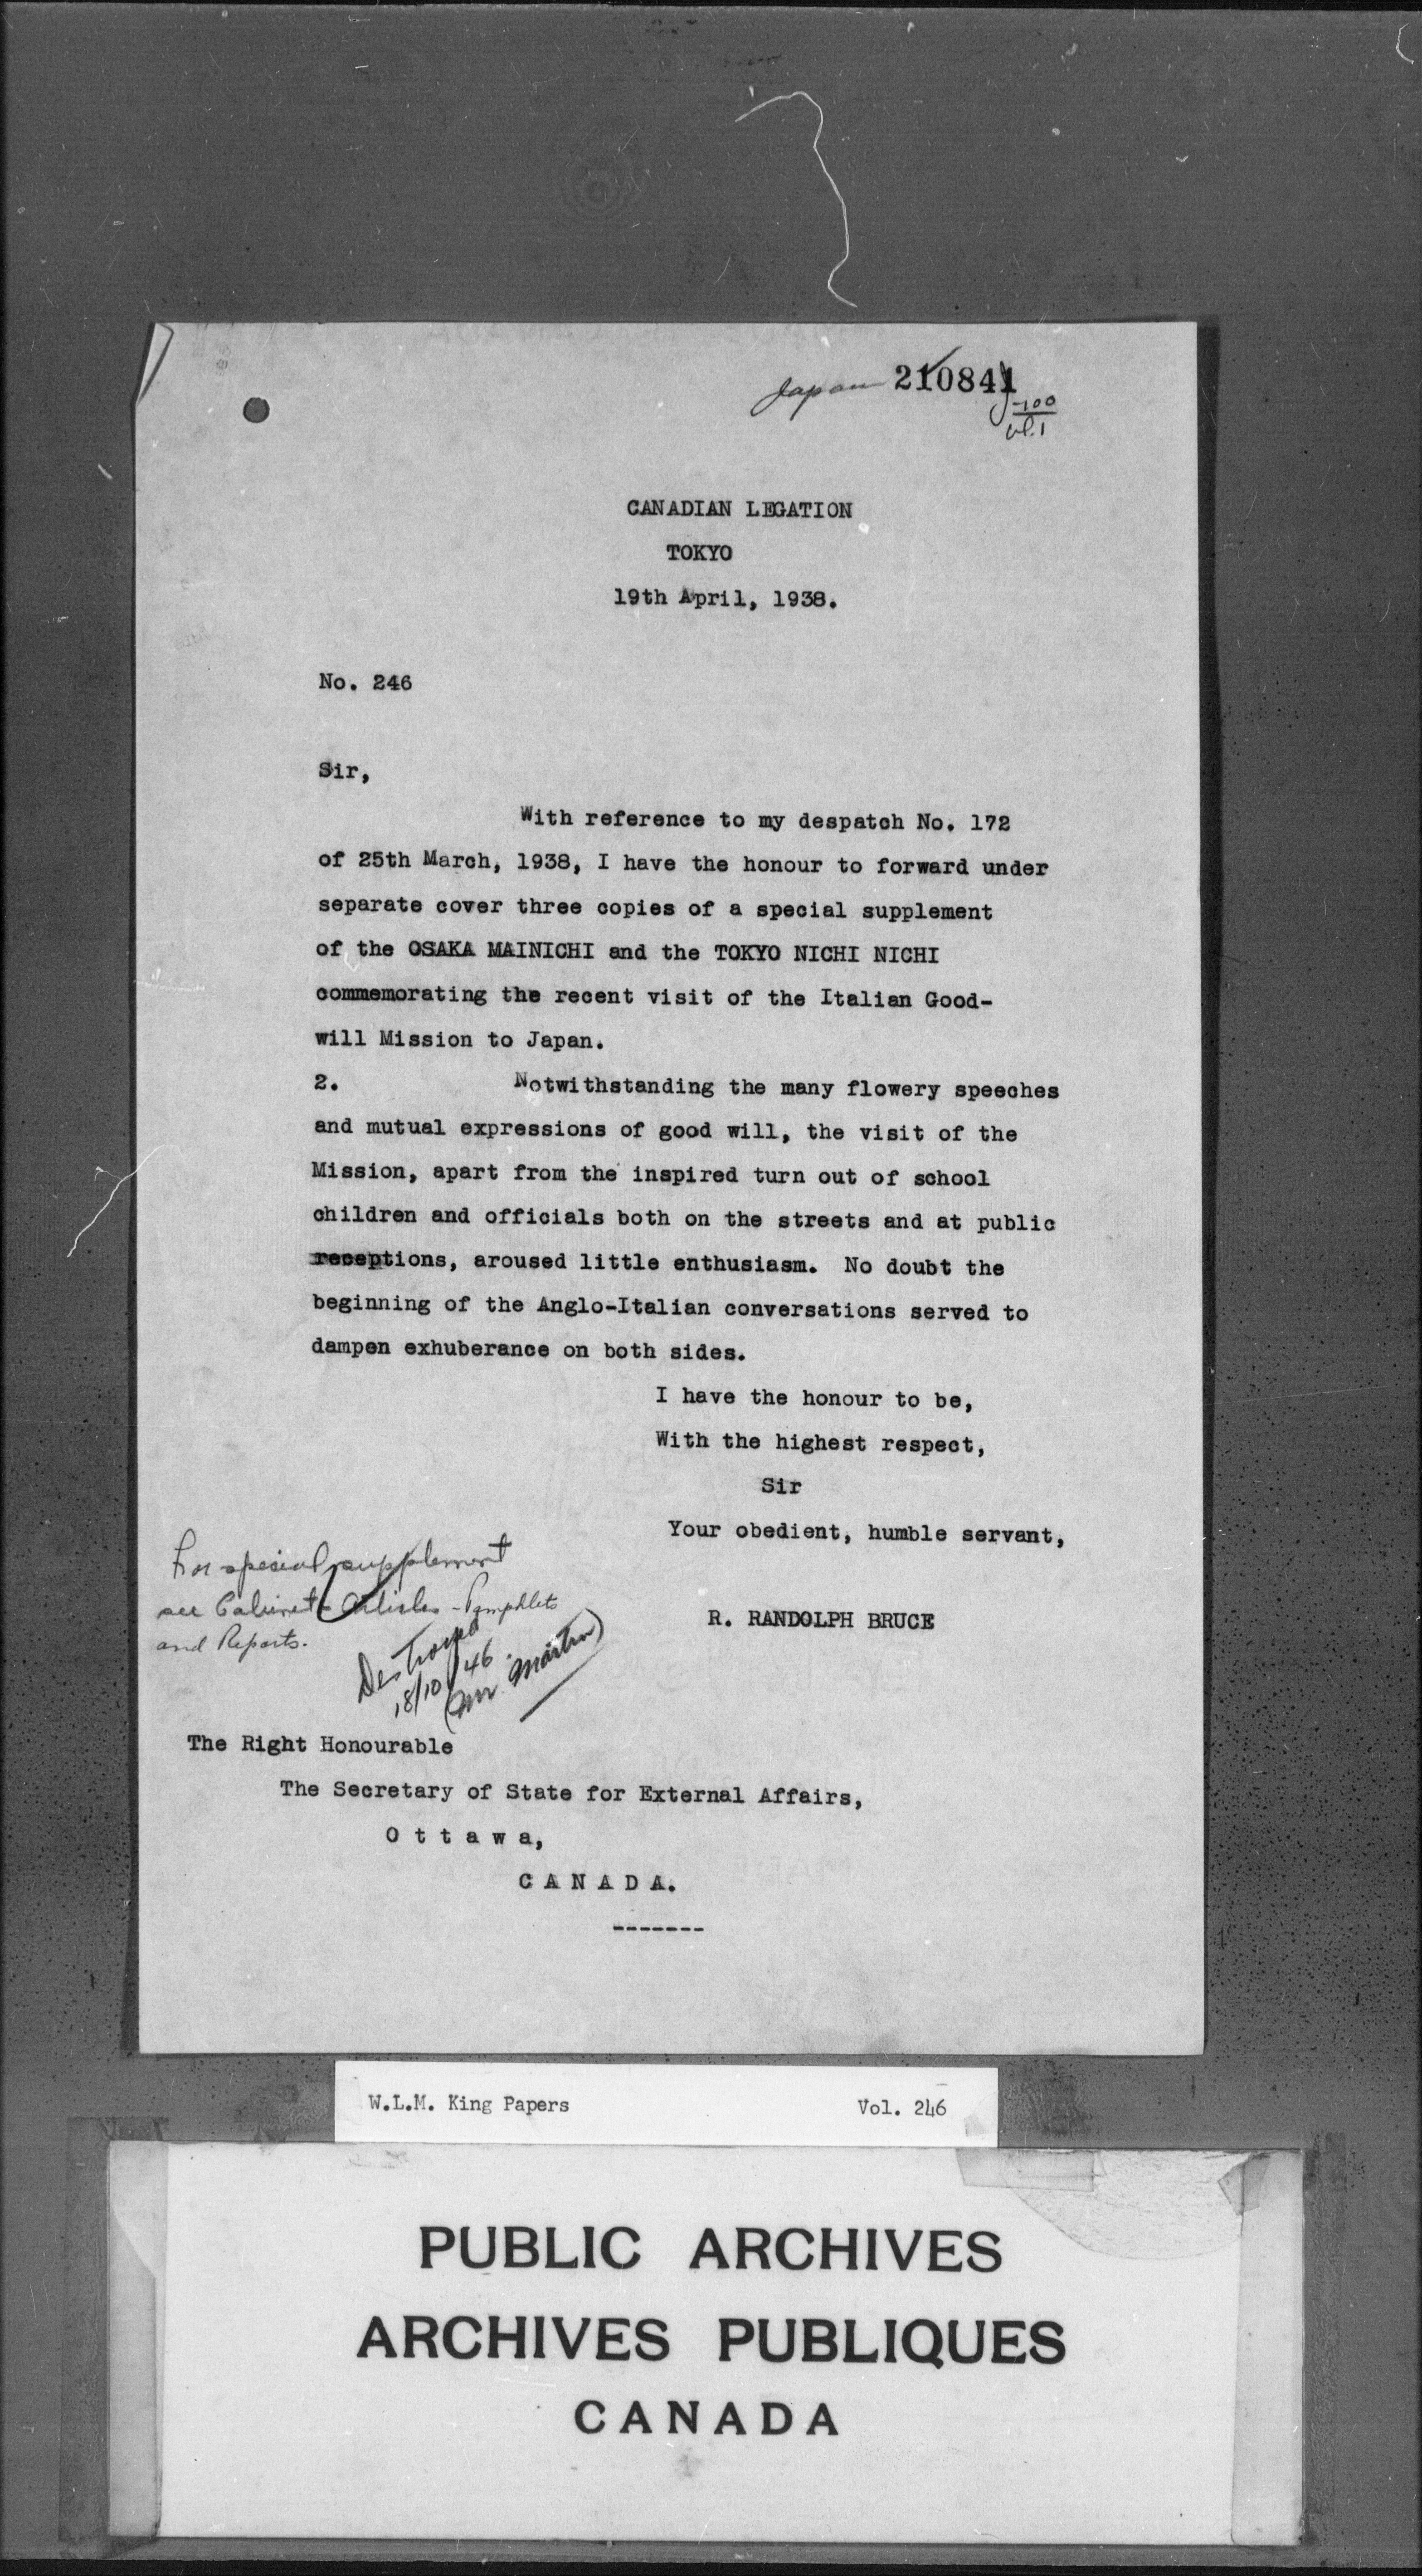 Japan 210841
-100
vl.1
CANADIAN LEGATION
TOKYO
19th April, 1938.
No. 246
Sir,
With reference to my despatch No. 172
of 25th March, 1938, I have the honour to forward under
separate cover three copies of a special supplement
of the OSAKA MAINICHI and the TOKYO NICHI NICHI
commemorating the recent visit of the Italian Good-
will Mission to Japan.
2. Notwithstanding the many flowery speeches
and mutual expressions of good will, the visit of the
Mission, apart from the inspired turn out of school
children and officials both on the streets and at public
receptions, aroused little enthusiasm. No doubt the
beginning of the Anglo-Italian conversations served to
dampen exhuberance on both sides.
I have the honour to be,
With the highest respect,
Sir
Your obedient, humble servant,
R. RANDOLPH BRUCE
For special supplement
see Cabinet - Articles - Pamphlets
and Reports.
Destroyed
18/10/46.
(Mr. Martin)
The Right Honourable
The Secretary of State for External Affairs,
O t t a w a,
C A N A D A.
-------
W.L.M. King Papers Vol. 246
PUBLIC ARCHIVES
ARCHIVES PUBLIQUES
CANADA